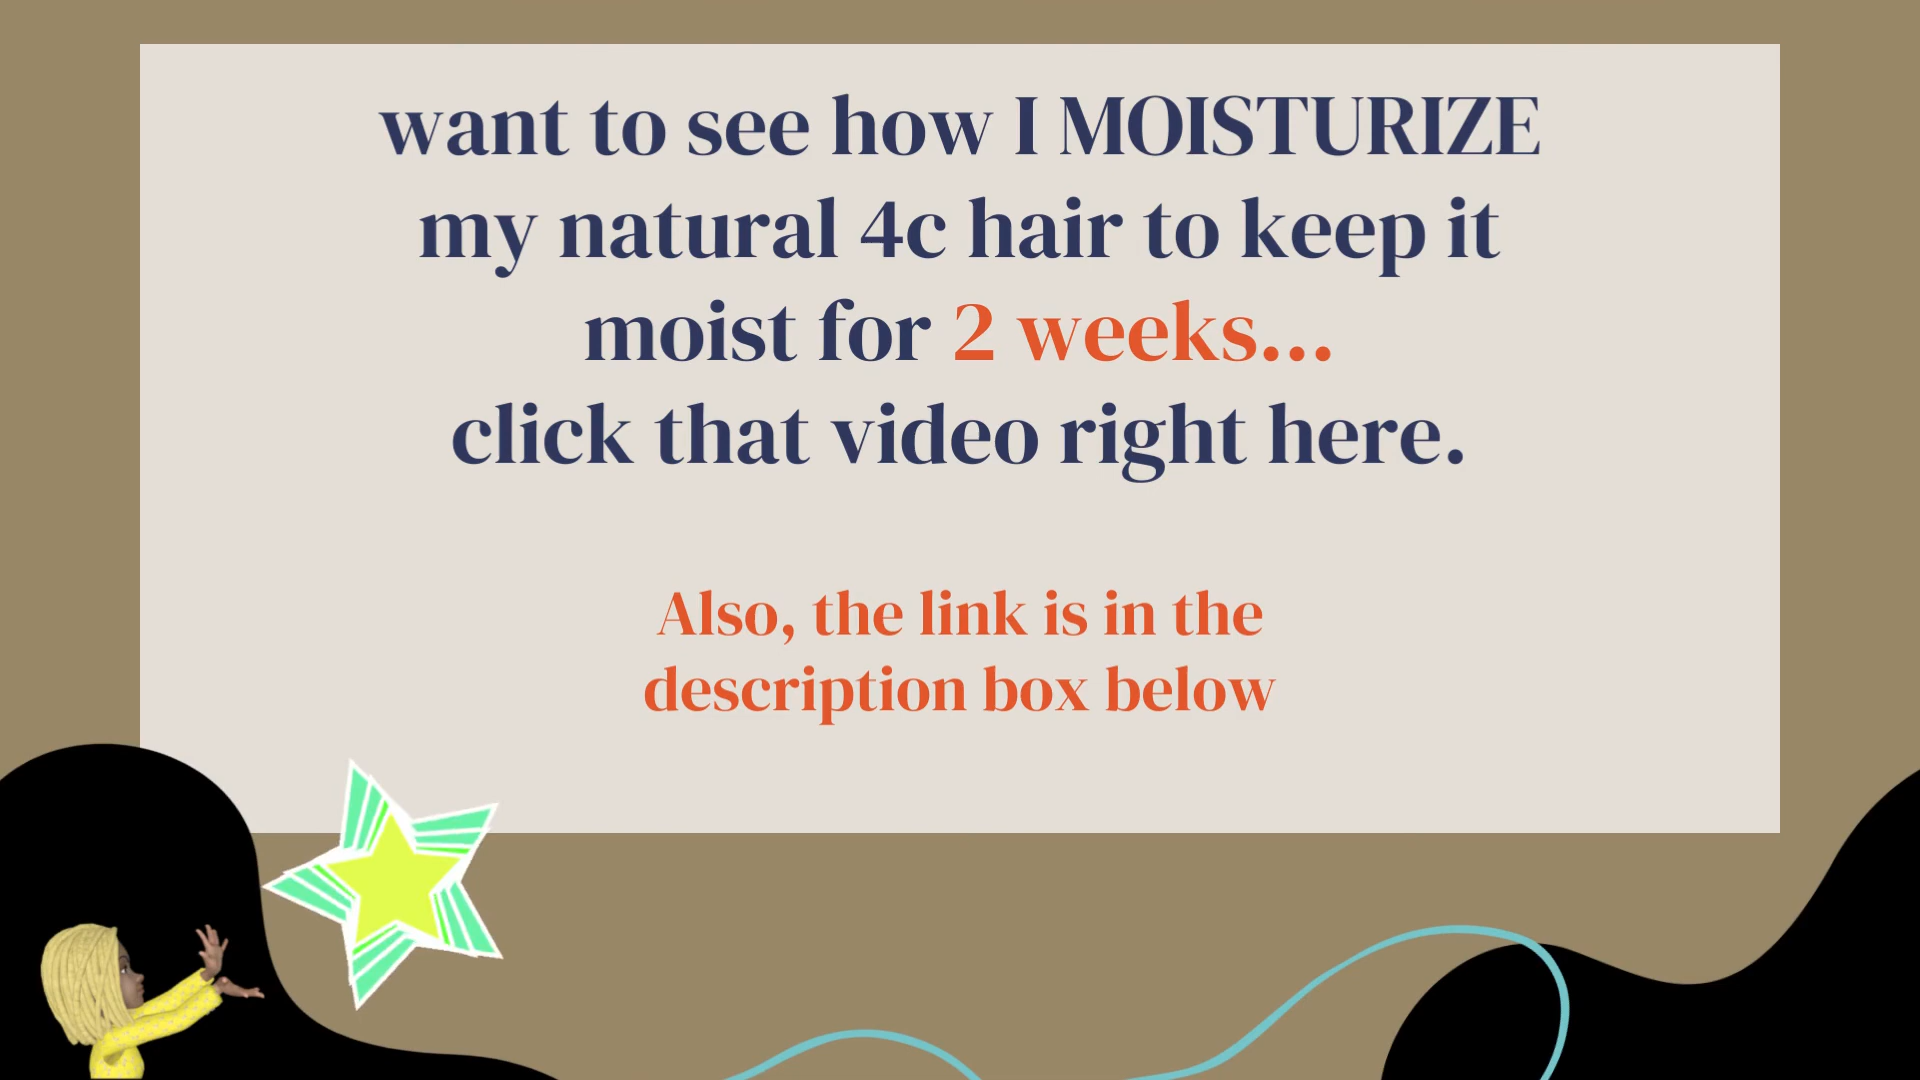 want to see how I MOISTURIZE
my natural 4c hair to keep it
moist for 2 weeks...
click that video right here.
Also, the link is in the
description box below